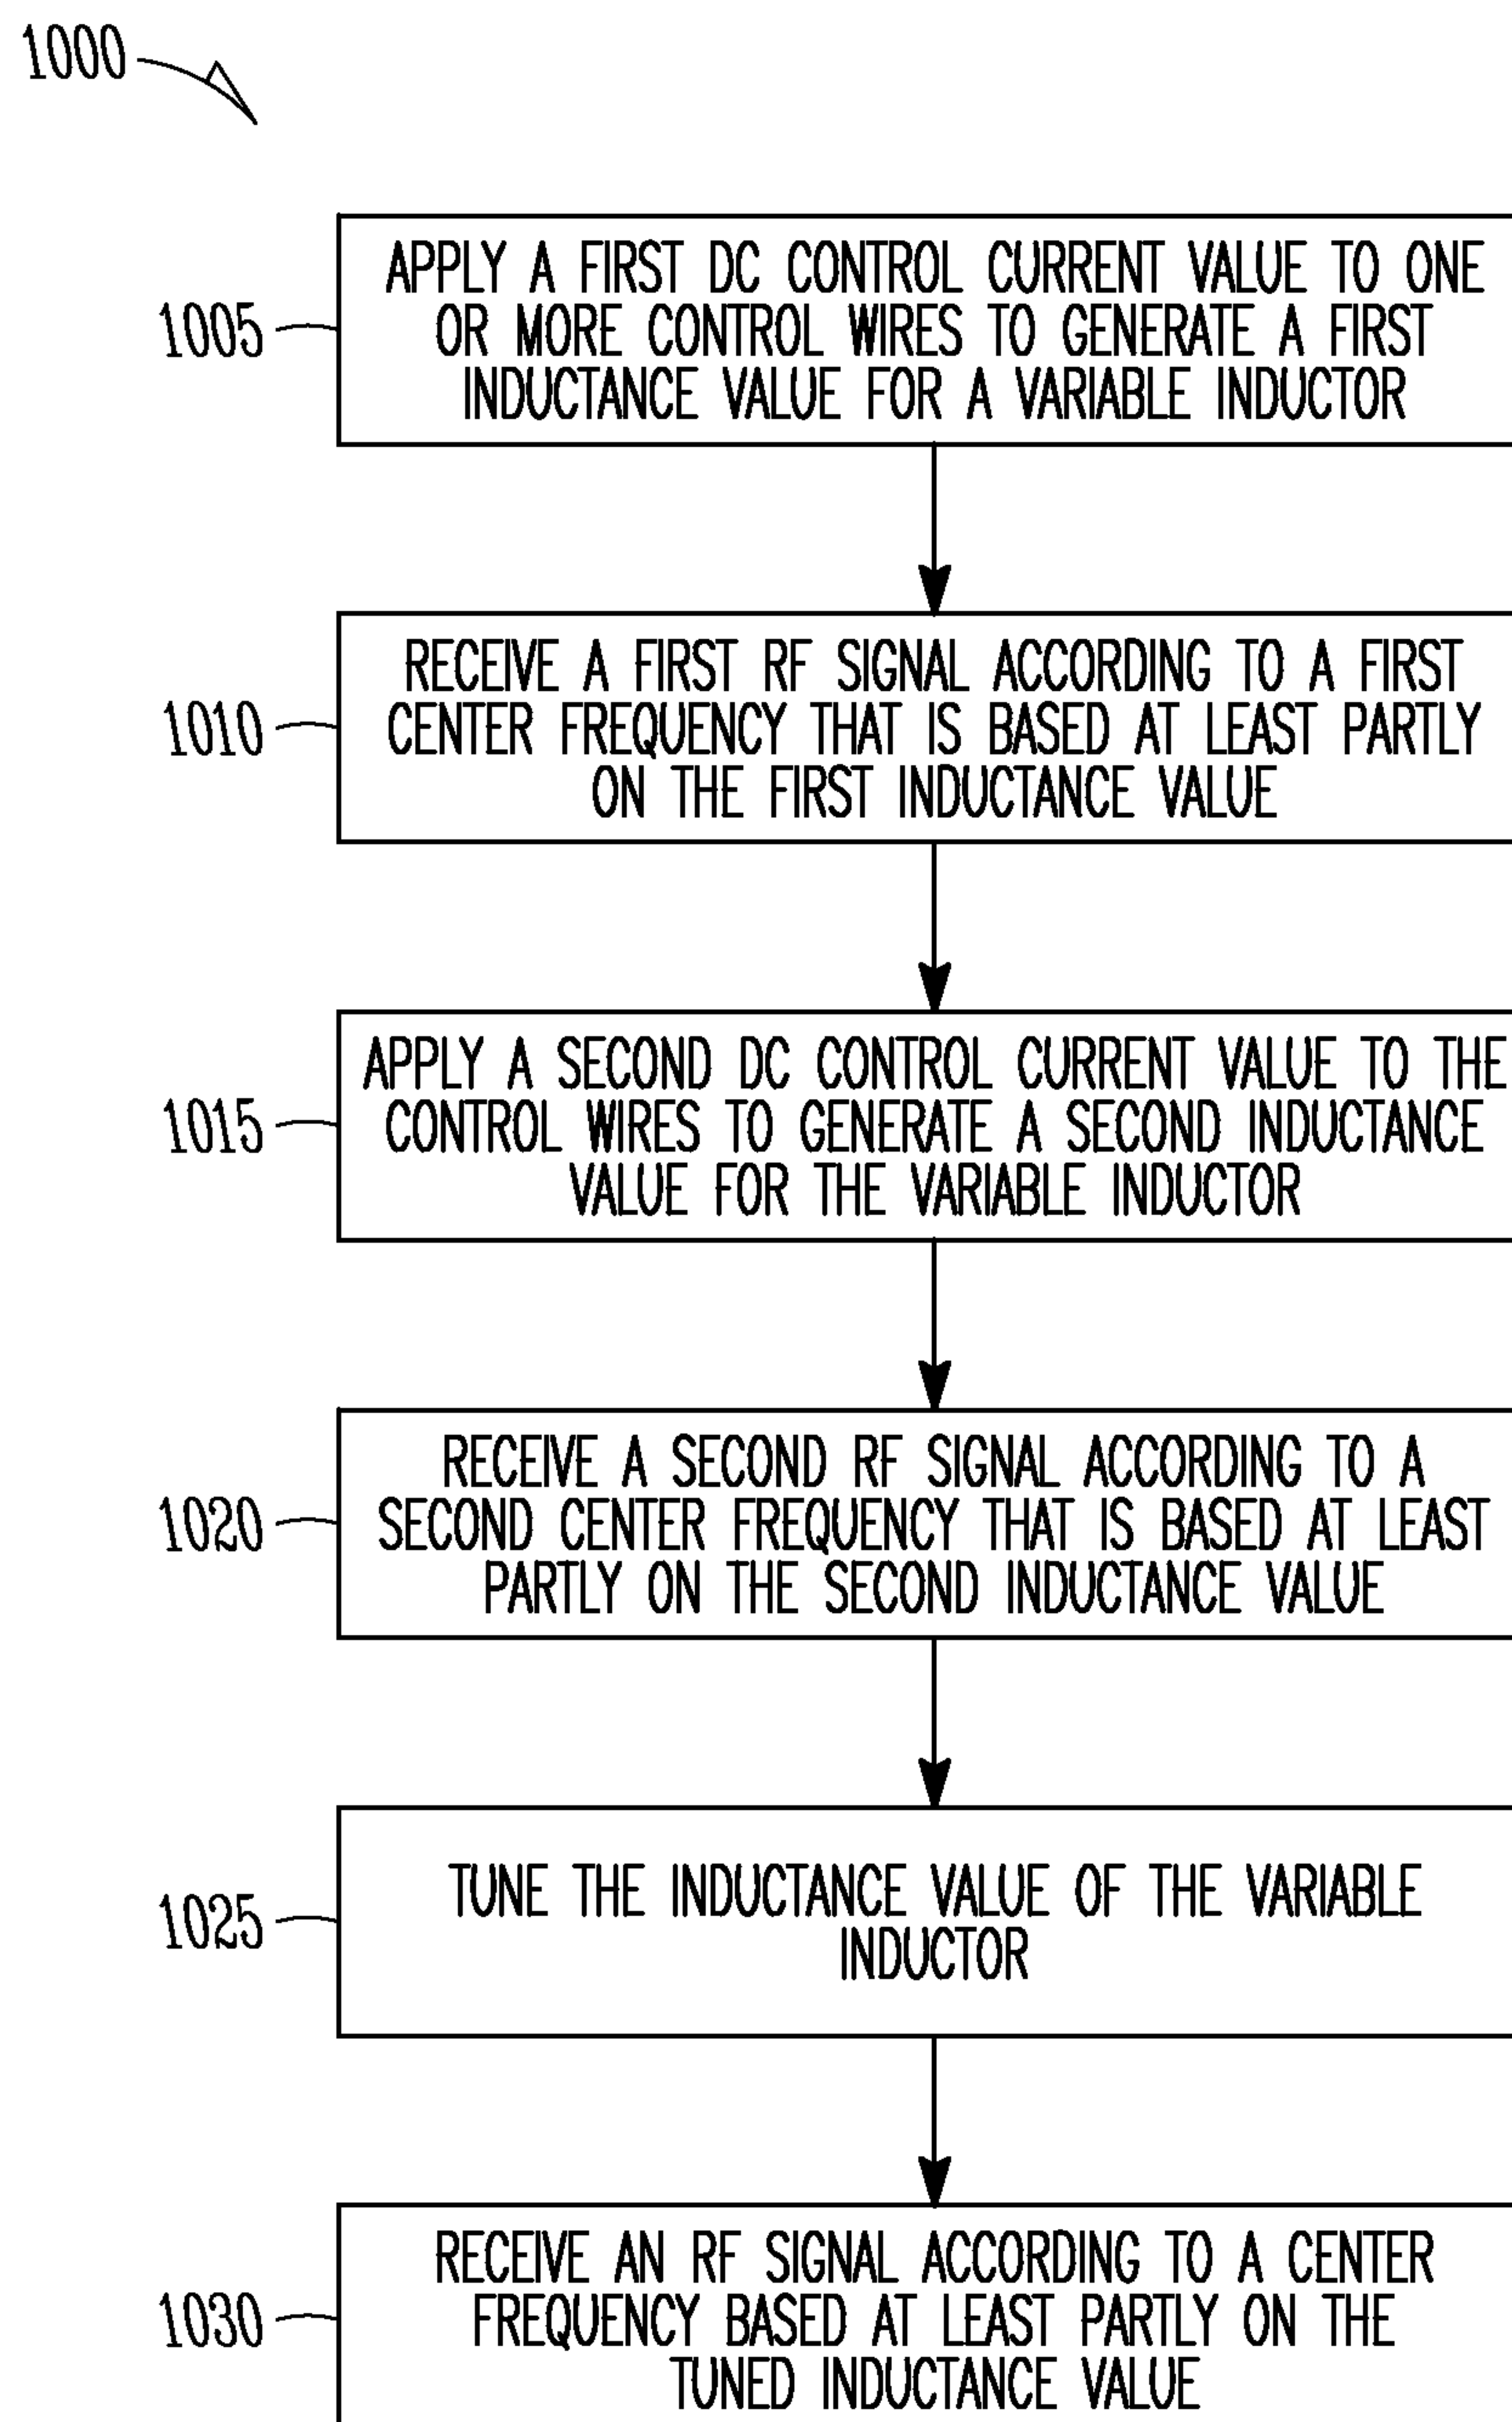 1000
APPLY A FIRST DC CONTROL CURRENT VALUE TO ONE
OR MORE CONTROL WIRES TO GENERATE A FIRST
INDUCTANCE VALUE FOR A VARIABLE INDUCTOR
1005
RECEIVE A FIRST RF SIGNAL ACCORDING TO A FIRST
CENTER FREQUENCY THAT IS BASED AT LEAST PARTLY
ON THE FIRST INDUCTANCE VALUE
1010
APPLY A SECOND DC CONTROL CURRENT VALUE TO THE
CONTROL WIRES TO GENERATE A SECOND INDUCTANCE
VALUE FOR THE VARIABLE INDUCTOR
1015
RECEIVE A SECOND RF SIGNAL ACCORDING TO A
SECOND CENTER FREQUENCY THAT IS BASED AT LEAST
PARTLY ON THE SECOND INDUCTANCE VALUE
1020
TUNE THE INDUCTANCE VALUE OF THE VARIABLE
INDUCTOR
1025
RECEIVE AN RF SIGNAL ACCORDING TO A CENTER
FREQUENCY BASED AT LEAST PARTLY ON THE
TUNED INDUCTANCE VALUE
1030